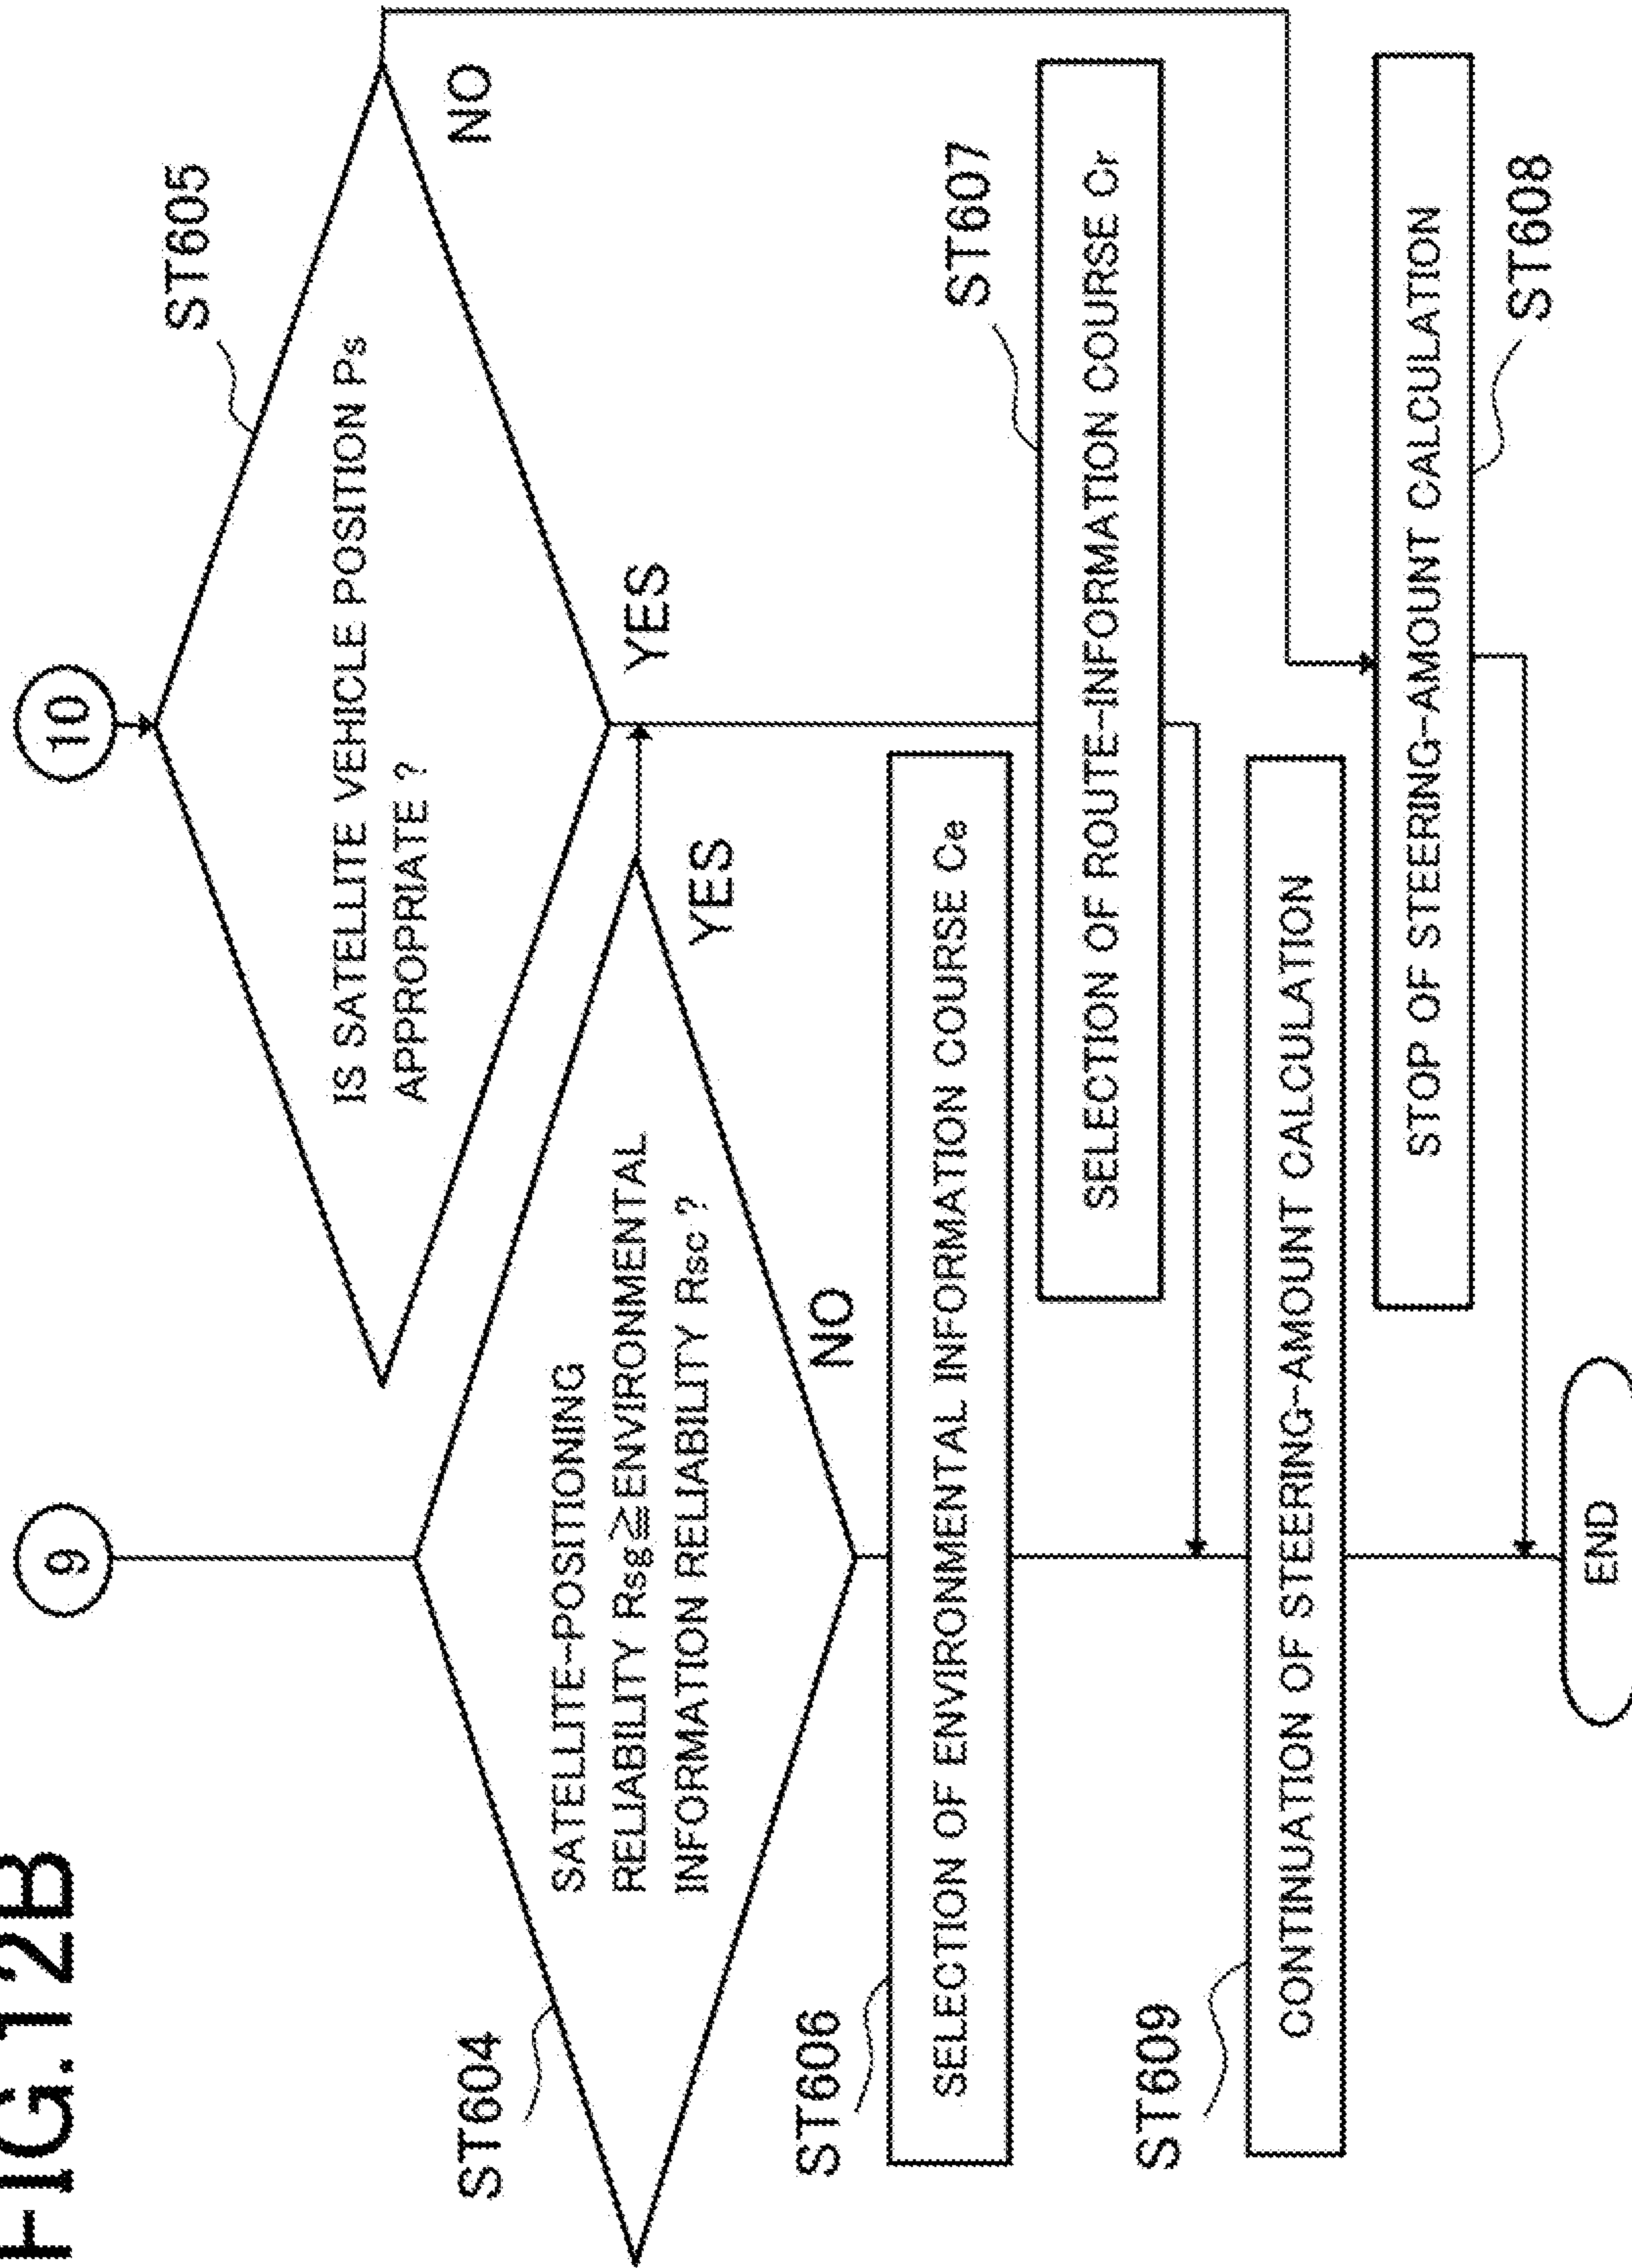 FIG.12B
9
10
ST604
SATELLITE-POSITIONING
RELIABILITY Rsg≧ENVIRONMENTAL
INFORMATION RELIABILITY Rsc ?
YES
NO
ST605
IS SATELLITE VEHICLE POSITION Ps
APPROPRIATE ?
YES
NO
ST606
SELECTION OF ENVIRONMENTAL INFORMATION COURSE Ce
ST607
SELECTION OF ROUTE-INFORMATION COURSE Cr
ST609
CONTINUATION OF STEERING-AMOUNT CALCULATION
STOP OF STEERING-AMOUNT CALCULATION
ST608
END